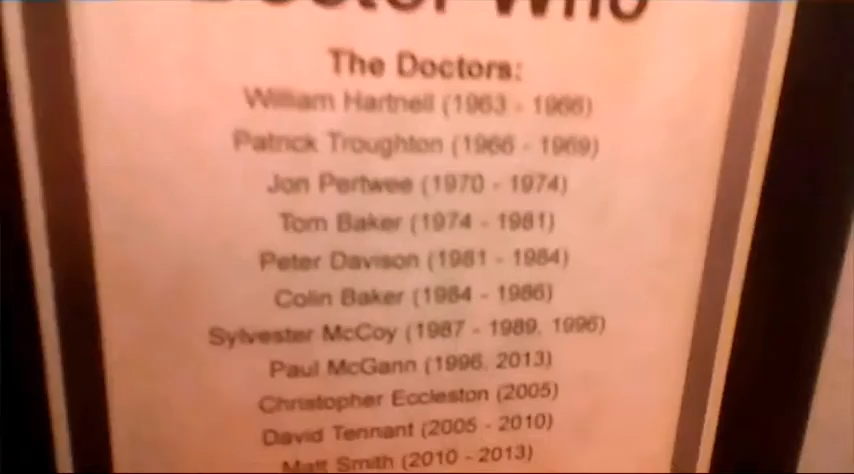 Doctor Who
The Doctors:
William Hartnell (1963 - 1966)
Patrick Troughton (1966 - 1969)
Jon Pertwee (1970 - 1974)
Tom Baker (1974 - 1981)
Peter Davison (1981 - 1984)
Colin Baker (1984 - 1986)
Sylvester McCoy (1987 - 1989, 1996)
Paul McGann (1996, 2013)
Christopher Eccleston (2005)
David Tennant (2005 - 2010)
Matt Smith (2010 - 2013)